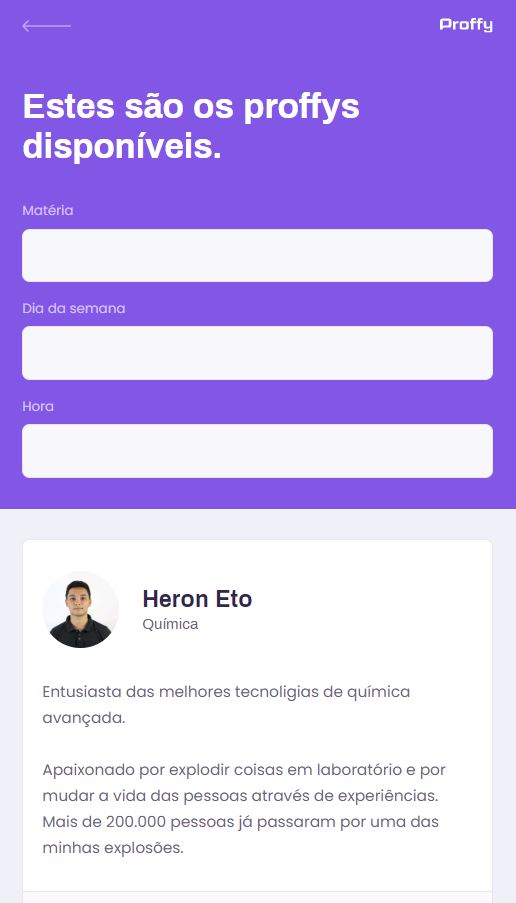 Proffy
Estes são os proffys
disponíveis.
Matéria
Dia da semana
Hora
Heron Eto
Química
Entusiasta das melhores tecnoligias de química
avançada.
Apaixonado por explodir coisas em laboratório e por
mudar a vida das pessoas através de experiências.
Mais de 200.000 pessoas já passaram por uma das
minhas explosões.